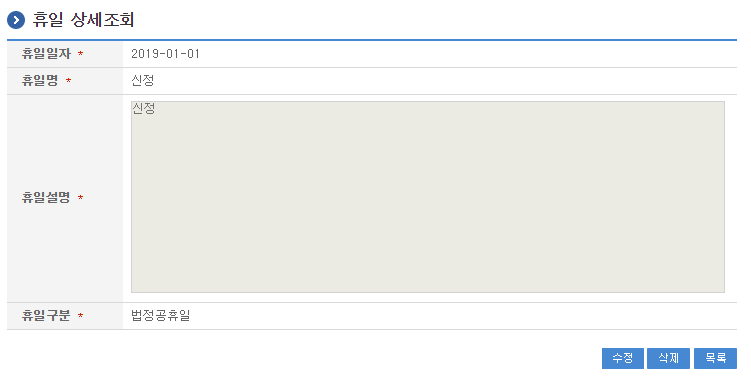 휴일 상세조회
휴일일자 * 2019-01-01
휴일명 * 신정
휴일설명 * 신정
휴일구분 * 법정공휴일
수정 삭제 목록